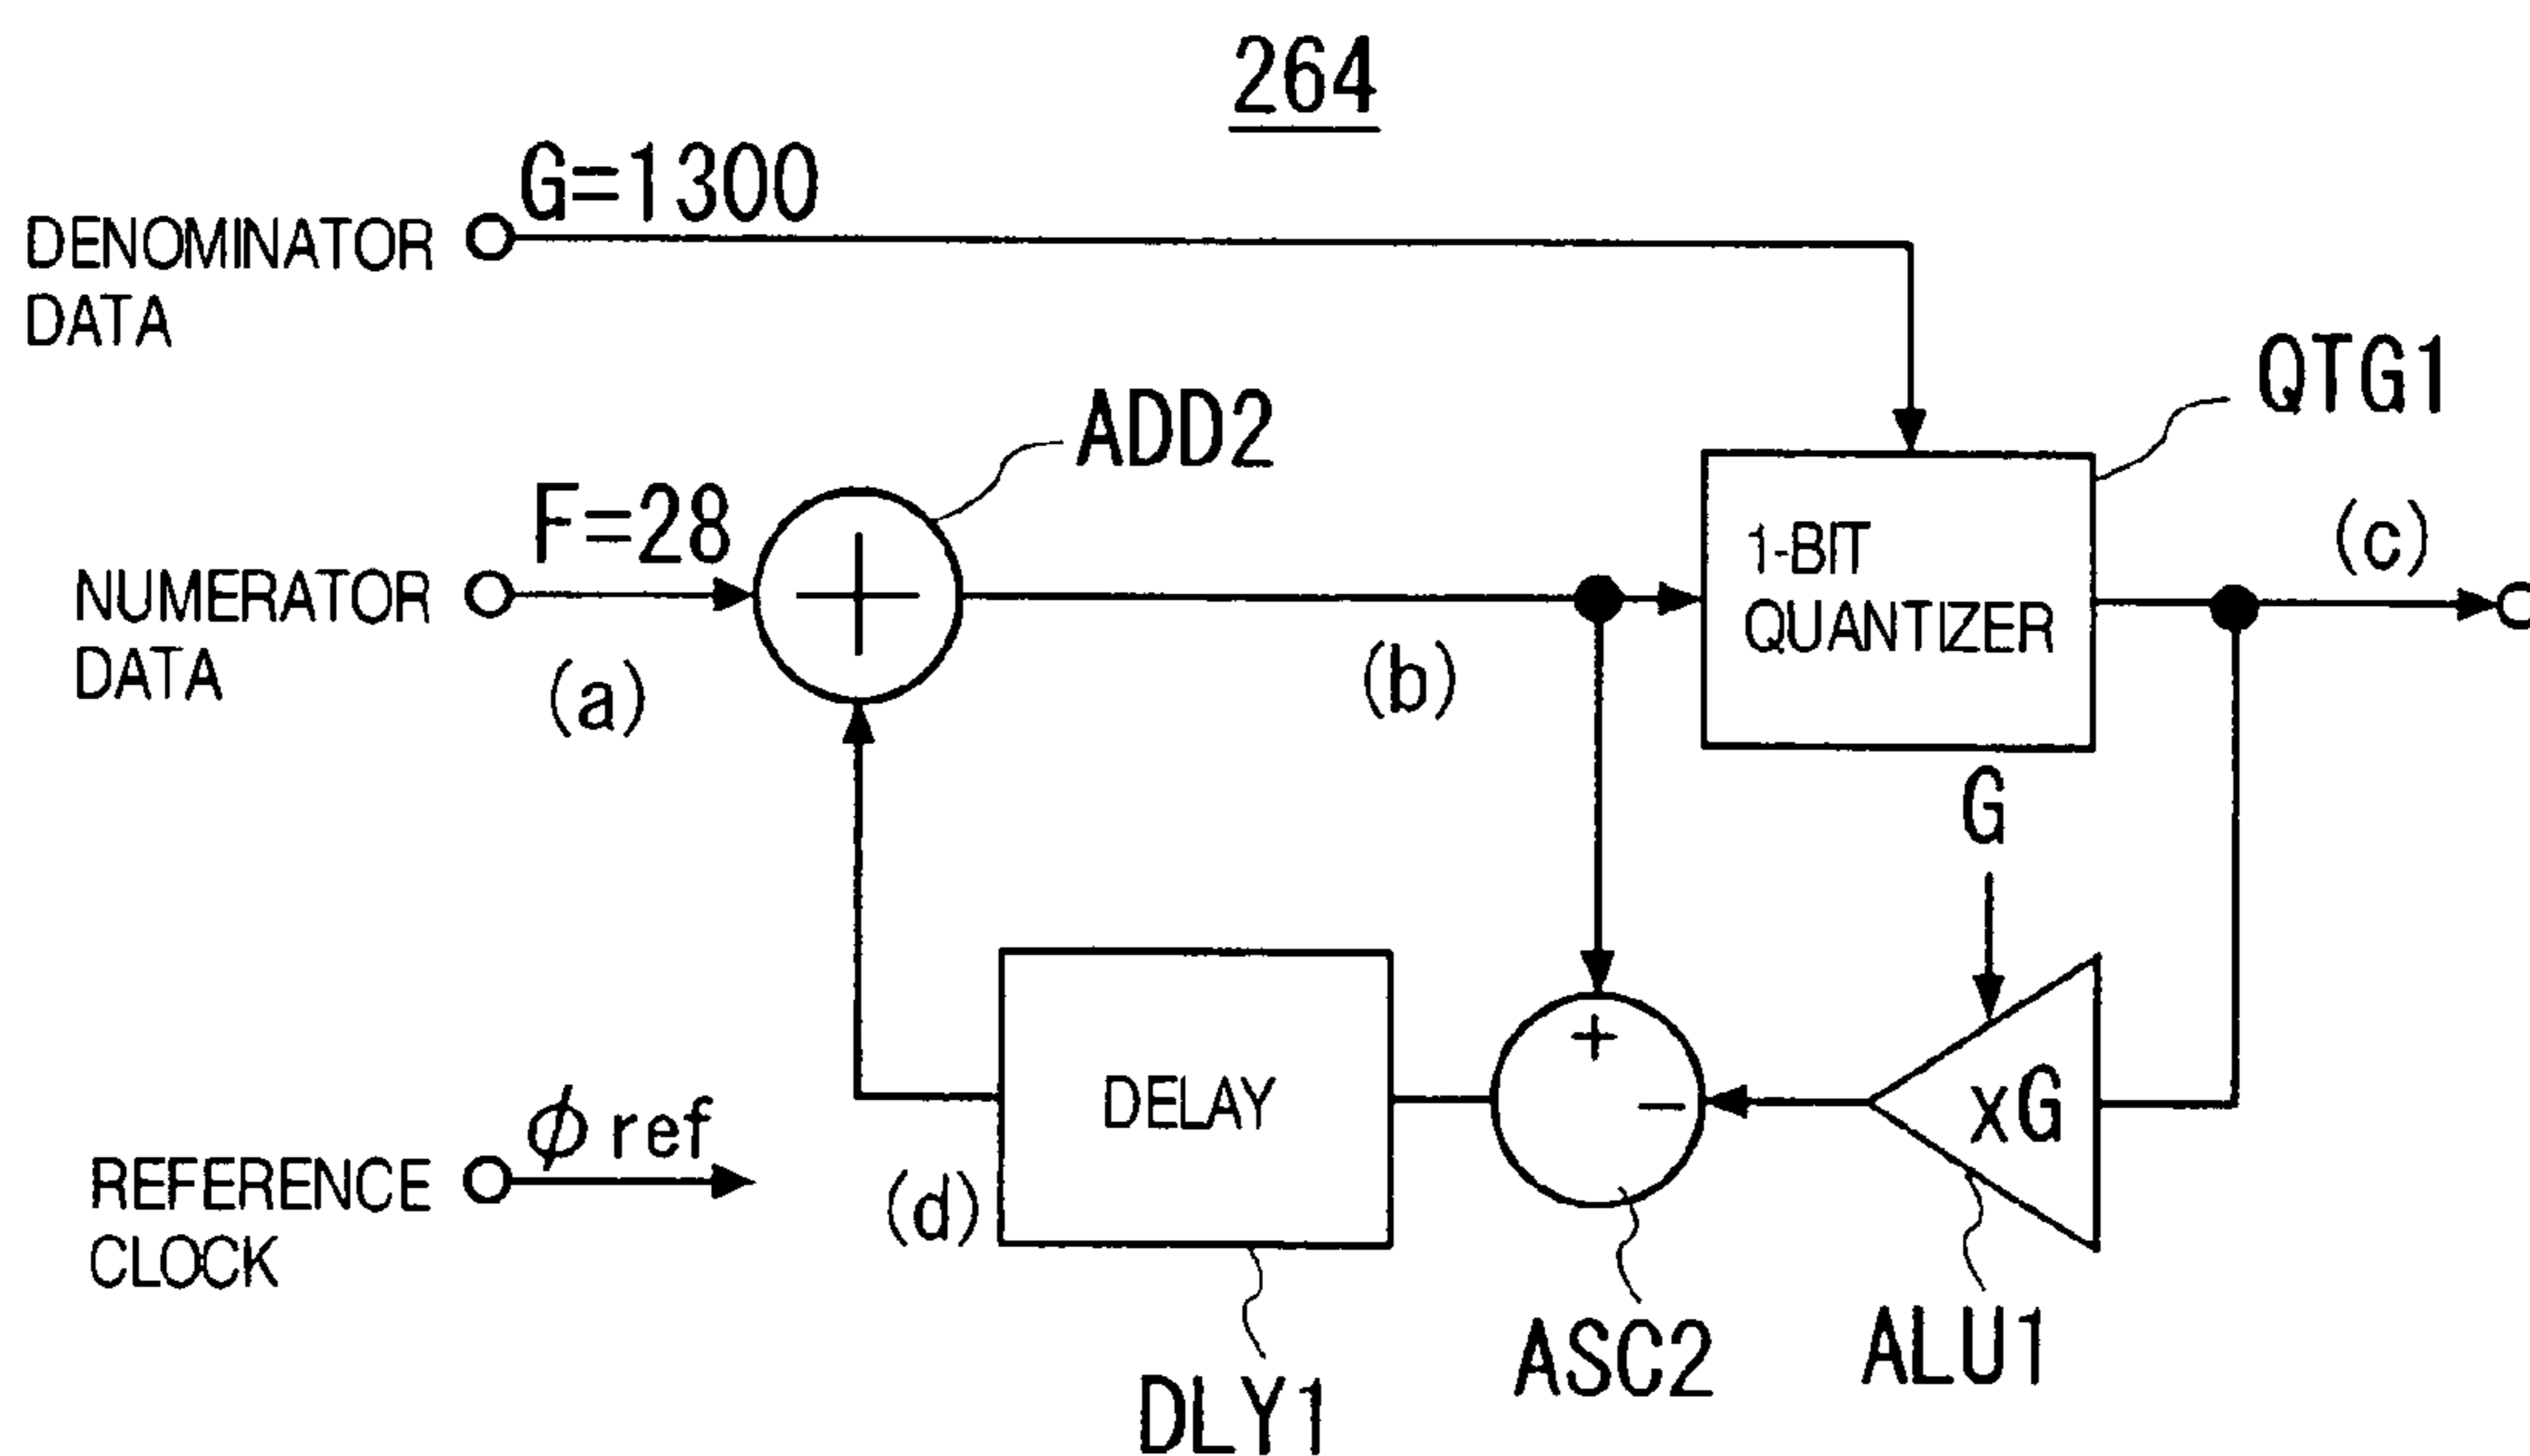 264
G=1300
DENOMINATOR
DATA
QTG1
ADD2
F=28
1-BIT
QUANTIZER
(c)
NUMERATOR
DATA
(a)
(b)
G
DELAY
+
−
xG
ϕ ref
(d)
REFERENCE
CLOCK
ASC2
ALU1
DLY1